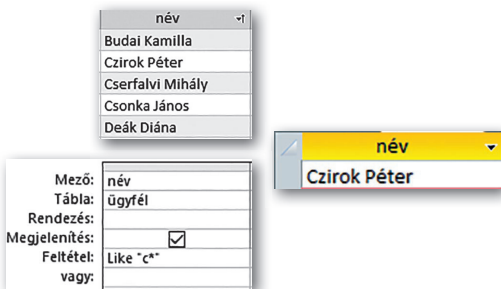 név
Budai Kamilla
Czirok Péter
Cserfalvi Mihály
Csonka János
Deák Diána
név
Czirok Péter
Mező: név
Tábla: ügyfél
Rendezés:
Megjelenítés:
Feltétel: Like "c*"
vagy: